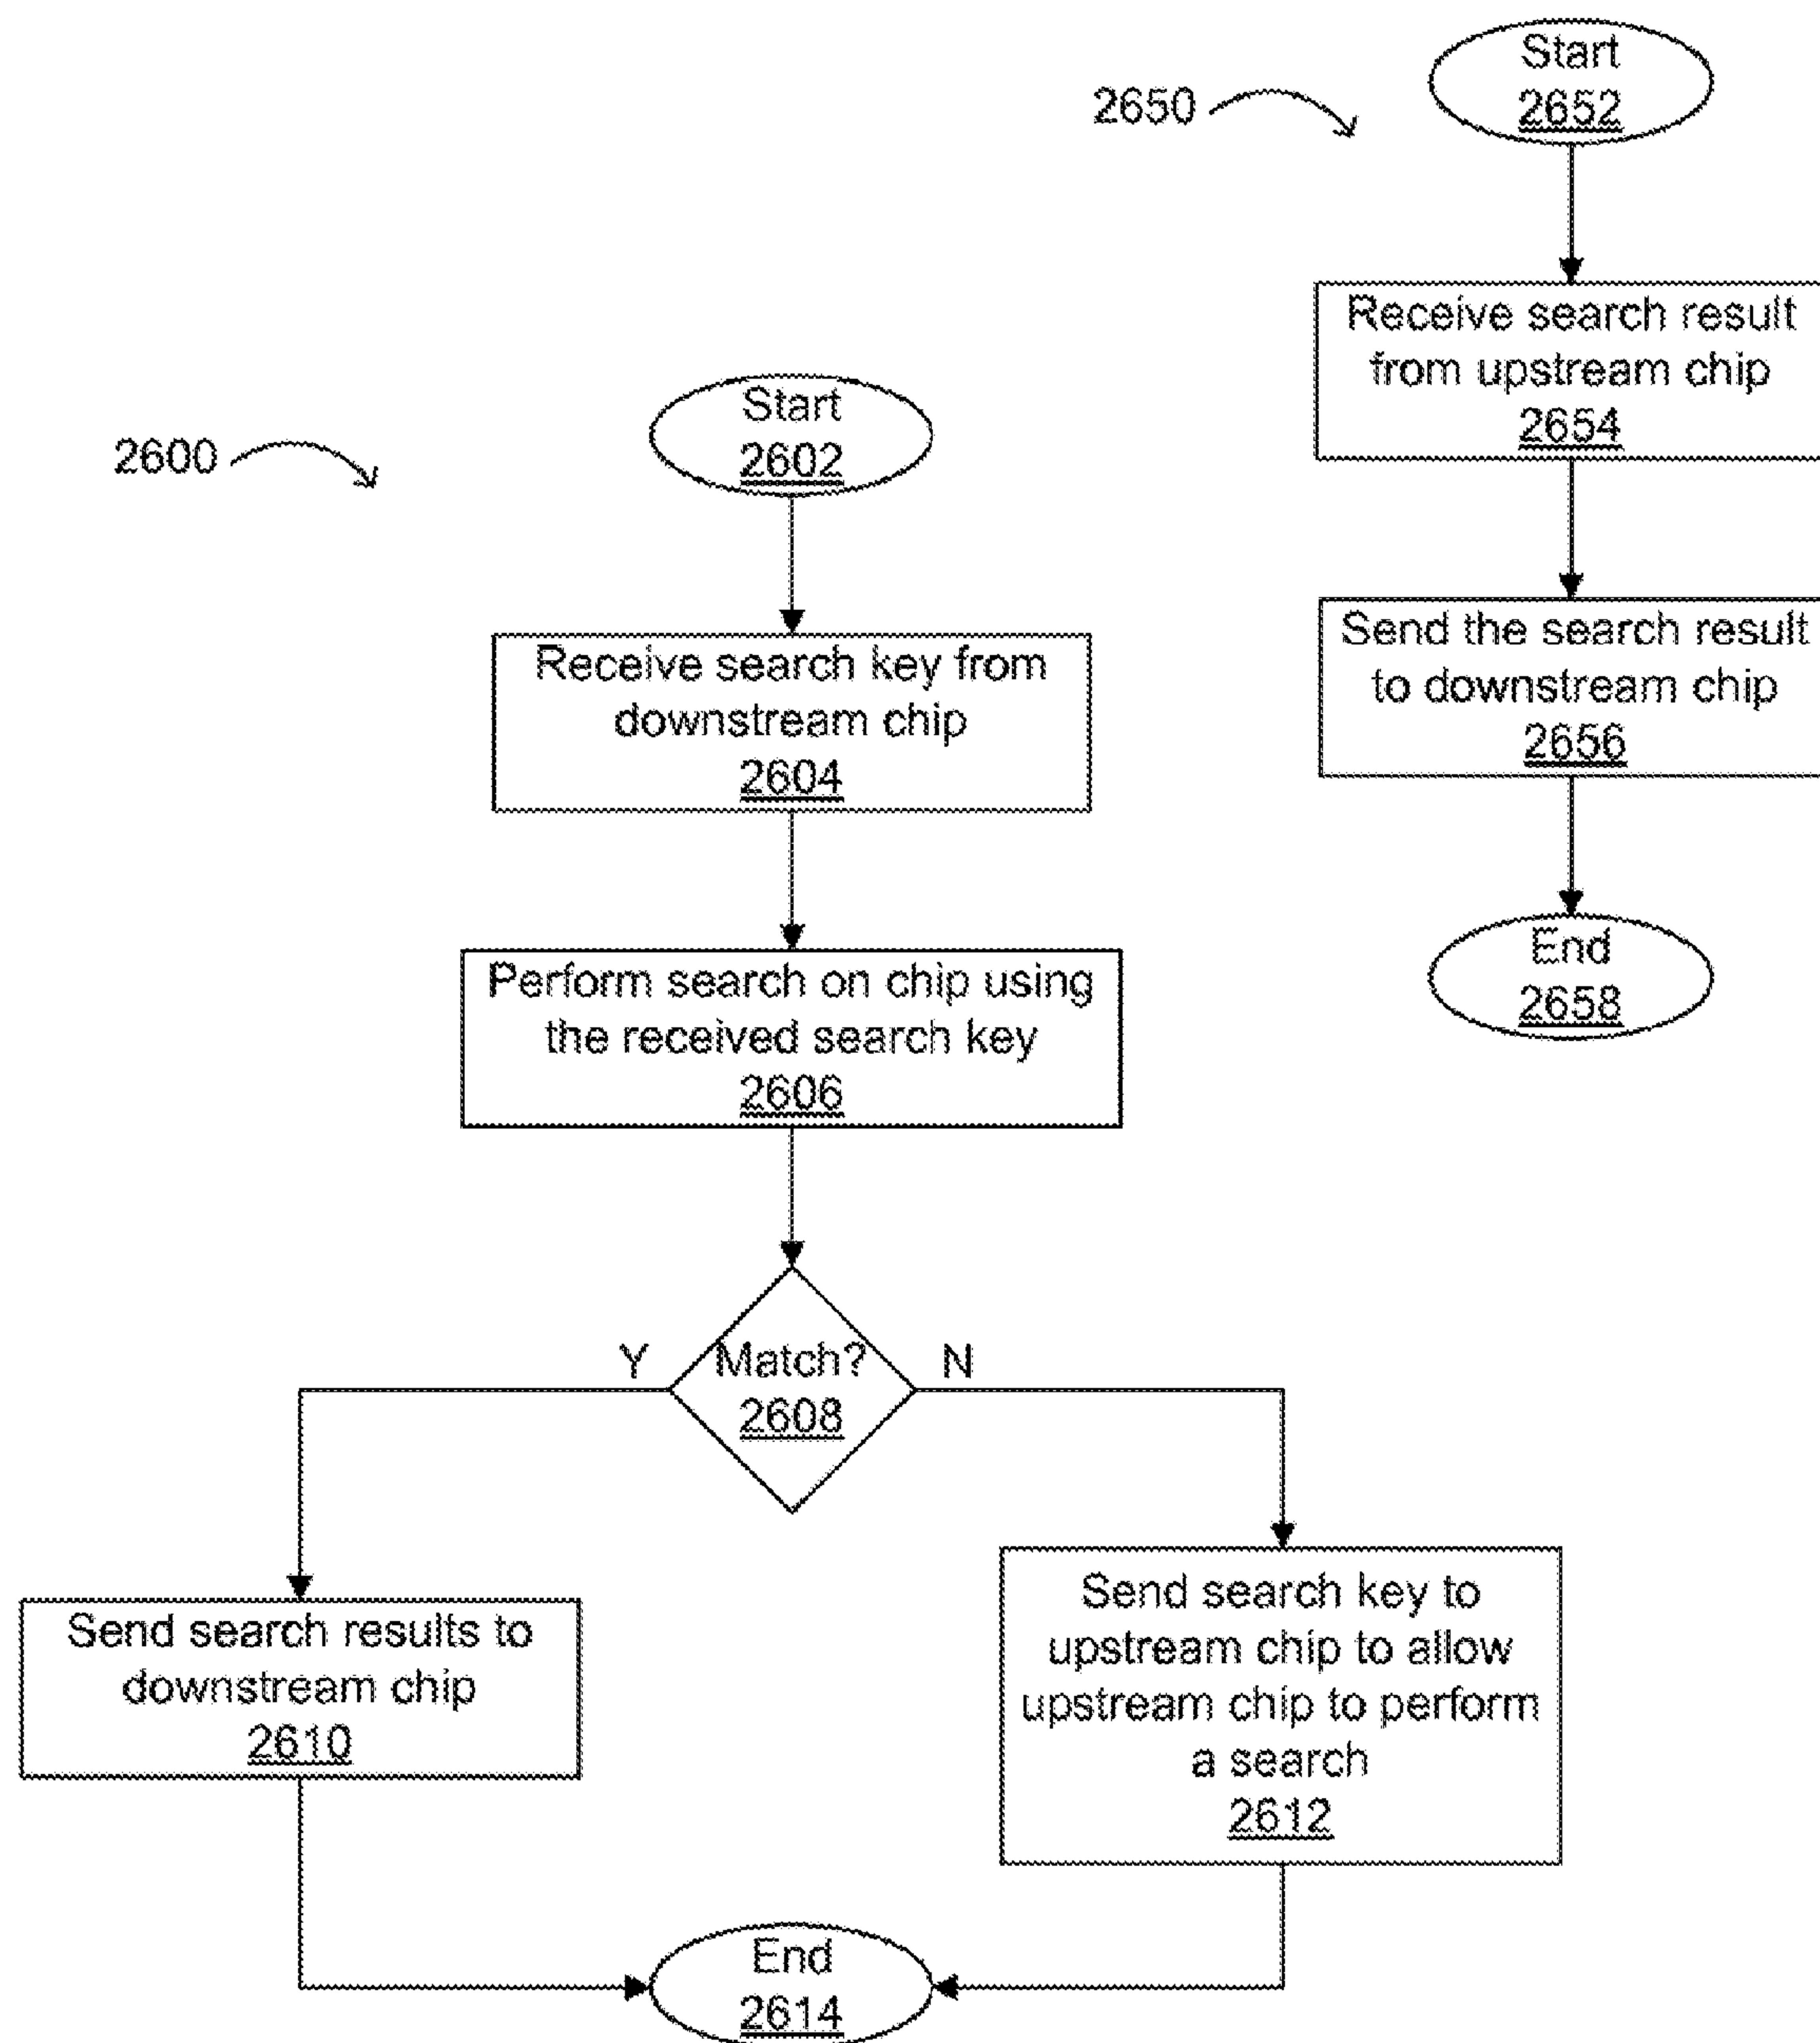 2600
Start
2602
Receive search key from
downstream chip
2604
Perform search on chip using
the received search key
2606
Match?
2608
Y
N
Send search results to
downstream chip
2610
Send search key to
upstream chip to allow
upstream chip to perform
a search
2612
End
2614
2650
Start
2652
Receive search result
from upstream chip
2654
Send the search result
to downstream chip
2656
End
2658